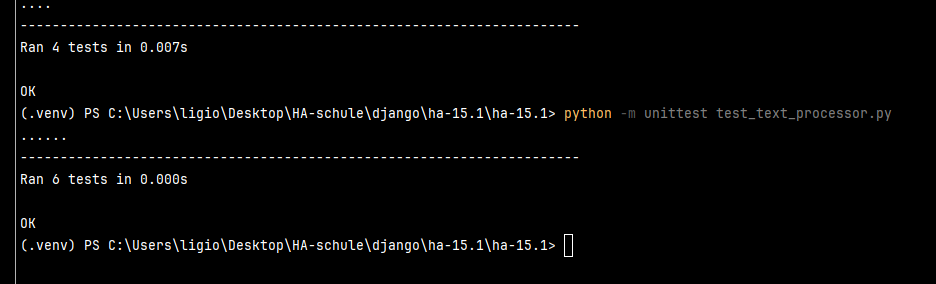 ....
----------------------------------------------------------------------
Ran 4 tests in 0.007s
OK
(.venv) PS C:\Users\ligio\Desktop\HA-schule\django\ha-15.1\ha-15.1> python -m unittest test_text_processor.py
......
----------------------------------------------------------------------
Ran 6 tests in 0.000s
OK
(.venv) PS C:\Users\ligio\Desktop\HA-schule\django\ha-15.1\ha-15.1>